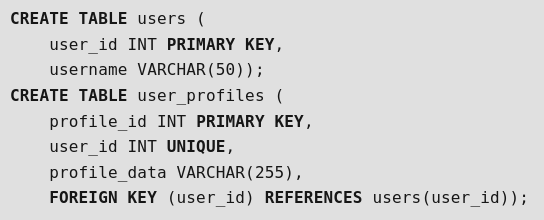 CREATE TABLE users (
    user_id INT PRIMARY KEY,
    username VARCHAR(50));
CREATE TABLE user_profiles (
    profile_id INT PRIMARY KEY,
    user_id INT UNIQUE,
    profile_data VARCHAR(255),
    FOREIGN KEY (user_id) REFERENCES users(user_id));